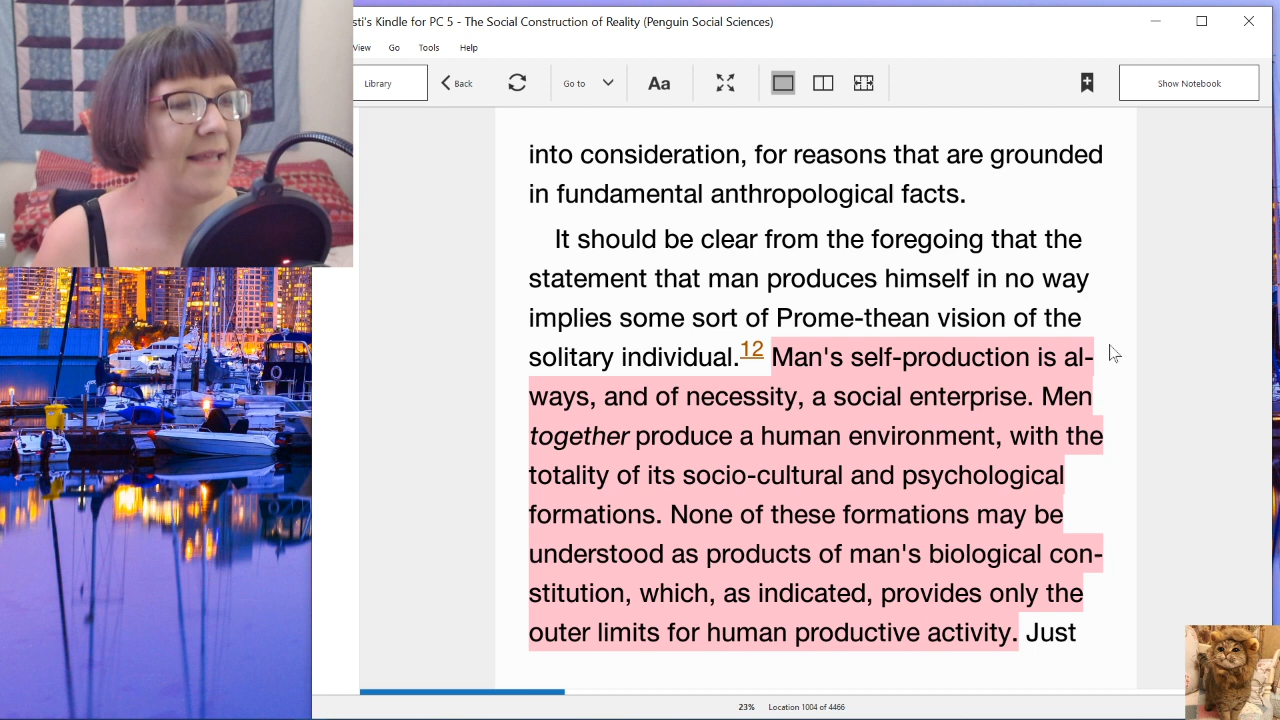 sti's Kindle for PC 5 - The Social Construction of Reality (Penguin Social Sciences)
View Go Tools Help
Library Back Go to Aa Show Notebook
into consideration, for reasons that are grounded
in fundamental anthropological facts.
It should be clear from the foregoing that the
statement that man produces himself in no way
implies some sort of Prome-thean vision of the
solitary individual.12 Man's self-production is al-
ways, and of necessity, a social enterprise. Men
together produce a human environment, with the
totality of its socio-cultural and psychological
formations. None of these formations may be
understood as products of man's biological con-
stitution, which, as indicated, provides only the
outer limits for human productive activity. Just
23% Location 1004 of 4466